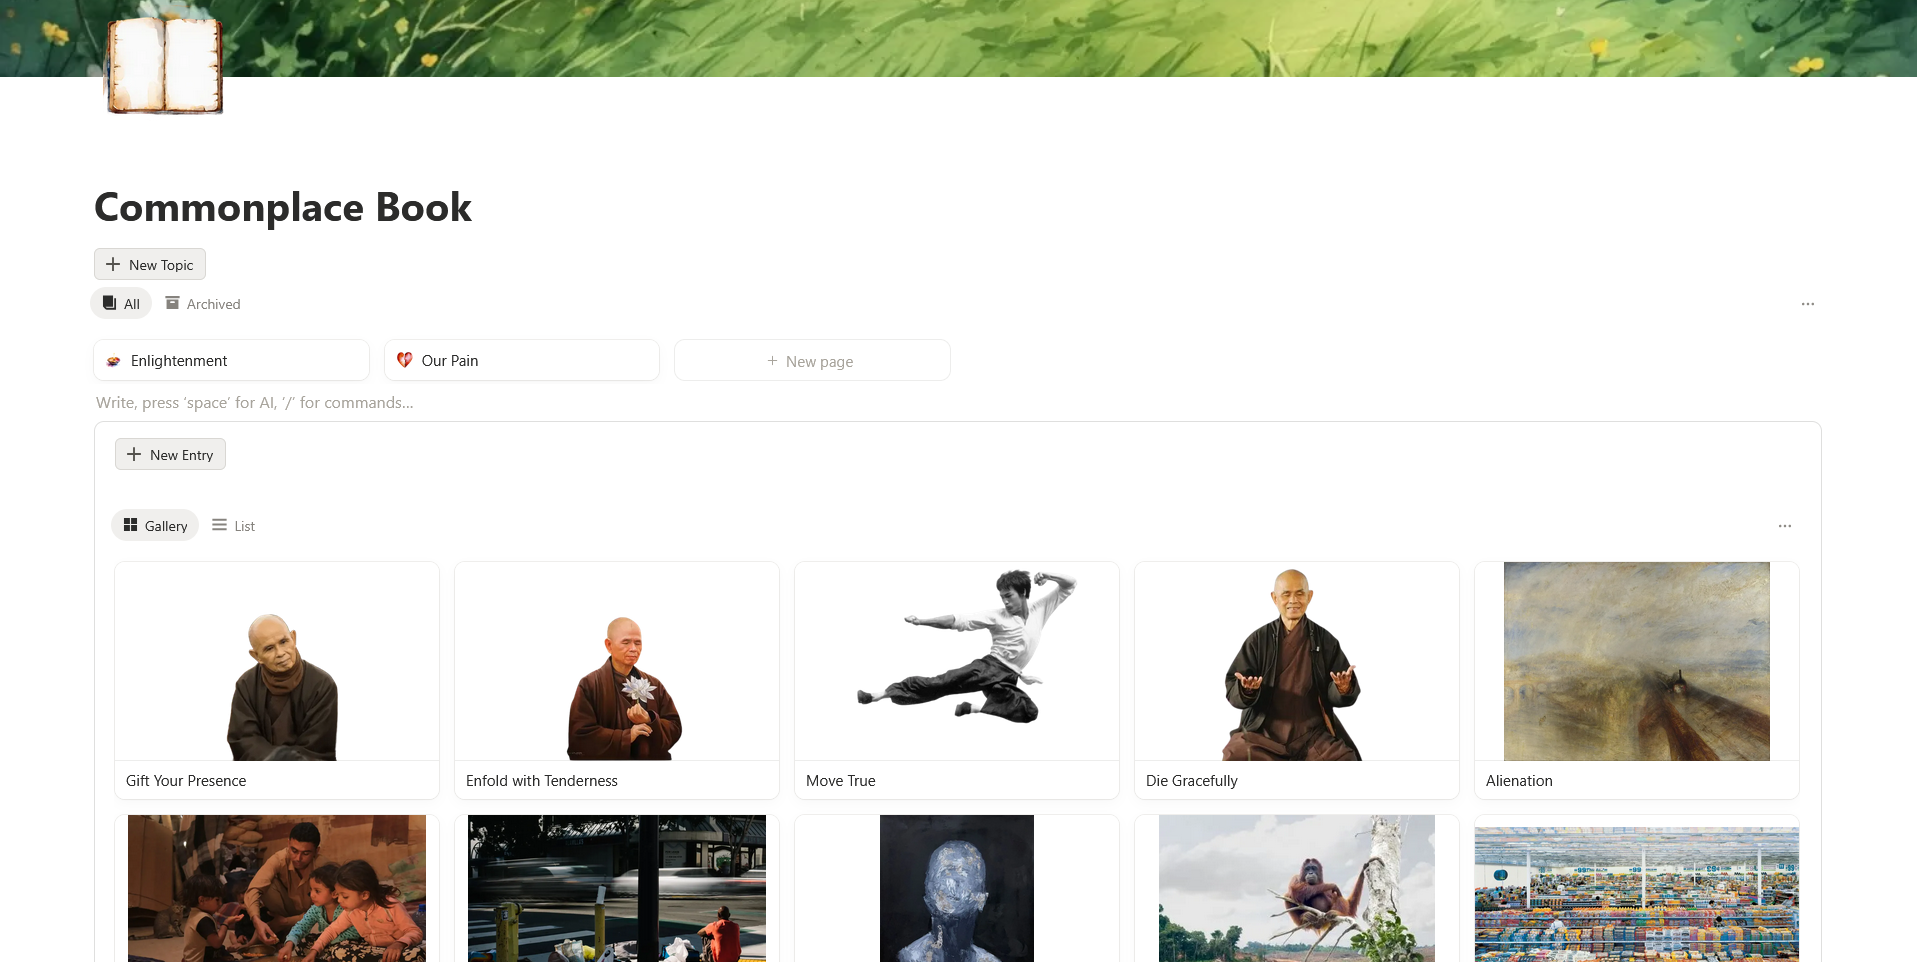 Commonplace Book
New Topic
All
Archived
Enlightenment
Our Pain
New page
Write, press ‘space’ for AI, ‘/’ for commands...
New Entry
Gallery
List
Gift Your Presence
Enfold with Tenderness
Move True
Die Gracefully
Alienation